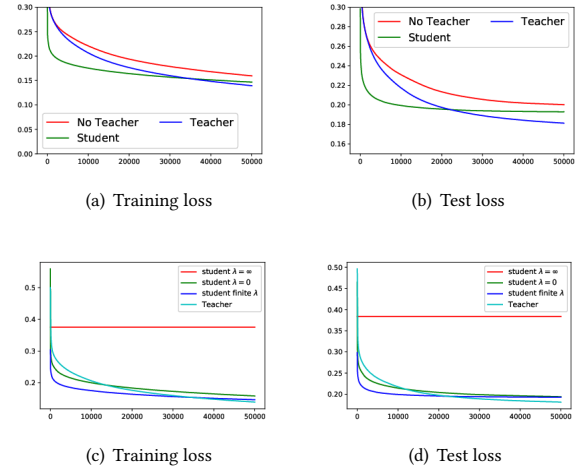 0.30
0.25
0.20
0.15
0.10
0.05
0.00
No Teacher
Student
Teacher
0 10000 20000 30000 40000 50000
(a) Training loss
0.30
0.28
0.26
0.24
0.22
0.20
0.18
0.16
No Teacher
Student
Teacher
0 10000 20000 30000 40000 50000
(b) Test loss
0.5
0.4
0.3
0.2
student λ = ∞
student λ = 0
student finite λ
Teacher
0 10000 20000 30000 40000 50000
(c) Training loss
0.50
0.45
0.40
0.35
0.30
0.25
0.20
student λ = ∞
student λ = 0
student finite λ
Teacher
0 10000 20000 30000 40000 50000
(d) Test loss